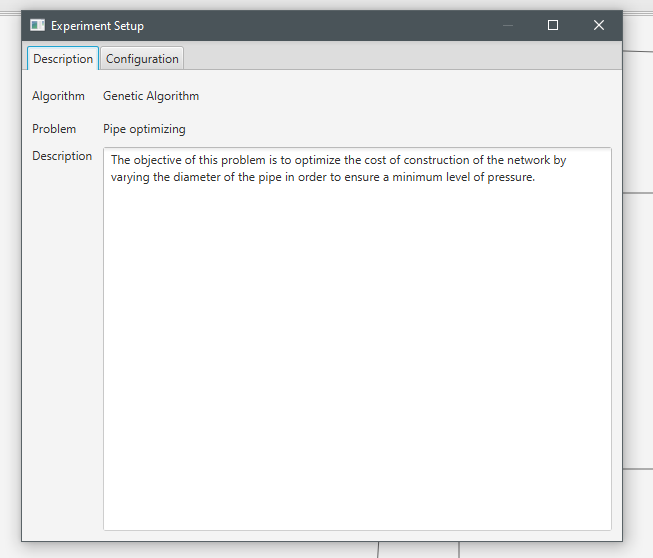 Experiment Setup
Description Configuration
Algorithm Genetic Algorithm
Problem Pipe optimizing
Description The objective of this problem is to optimize the cost of construction of the network by
varying the diameter of the pipe in order to ensure a minimum level of pressure.